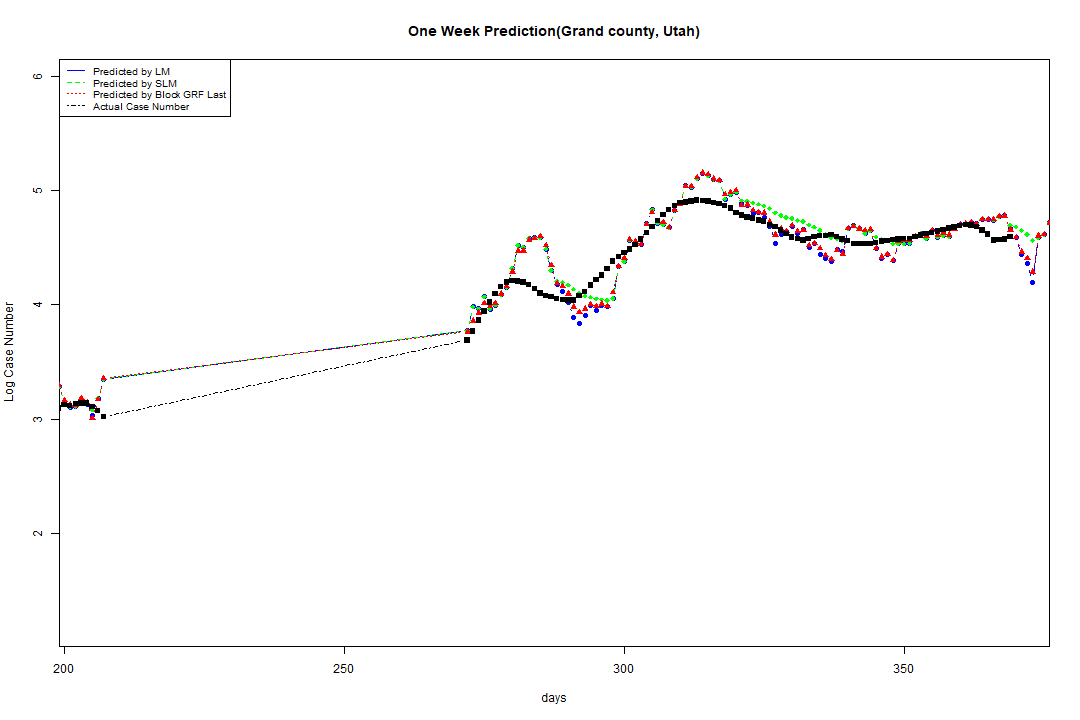 One Week Prediction(Grand county, Utah)
Predicted by LM
Predicted by SLM
Predicted by Block GRF Last
Actual Case Number
6
5
4
3
2
Log Case Number
200 250 300 350
days